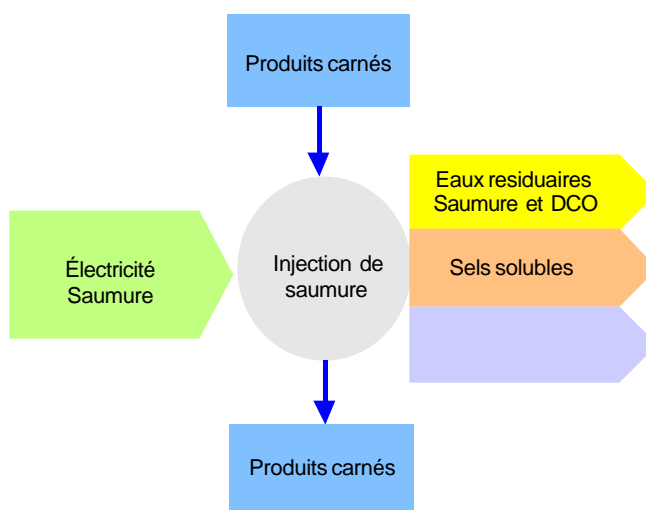 Produits carnés
Eaux residuaires
Saumure et DCO
Électricité
Saumure
Injection de
saumure
Sels solubles
Produits carnés